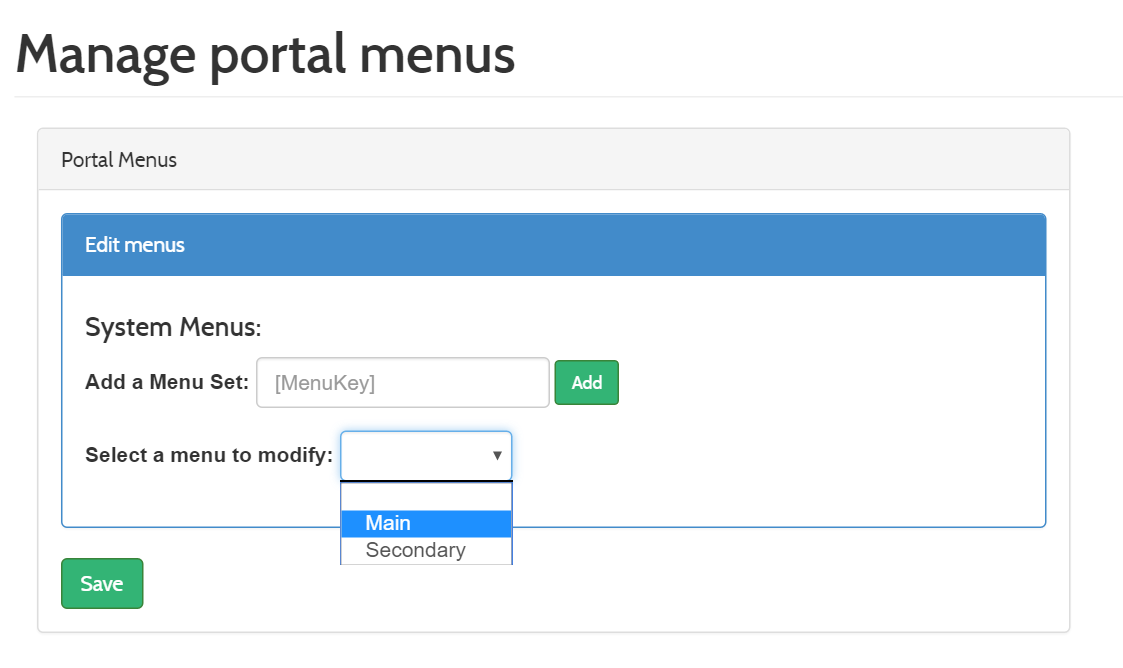 Manage portal menus
Portal Menus
Edit menus
System Menus:
Add a Menu Set: [MenuKey] Add
Select a menu to modify:
Main
Secondary
Save